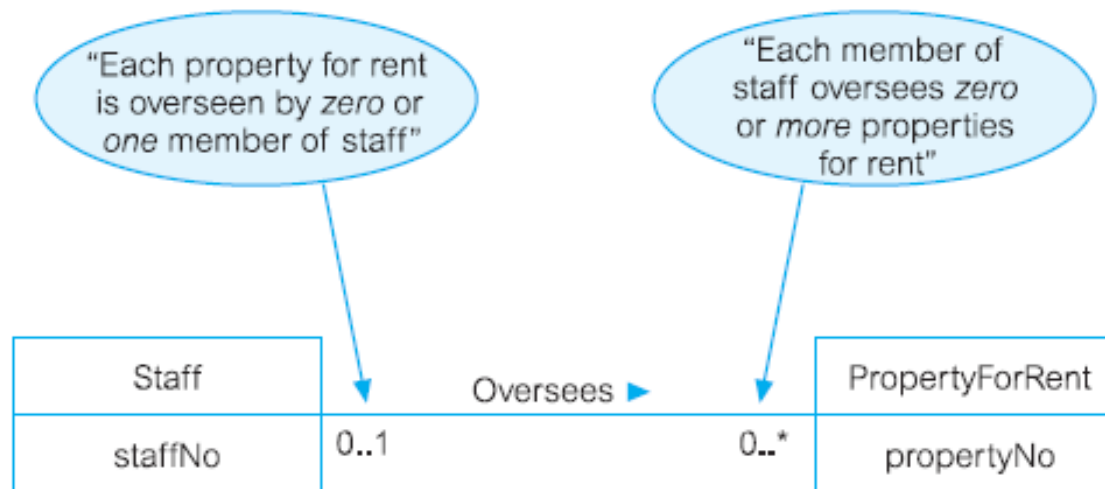 “Each property for rent
is overseen by zero or
one member of staff”
“Each member of
staff oversees zero
or more properties
for rent”
Staff
Oversees ►
PropertyForRent
staffNo
0..1
0..*
propertyNo